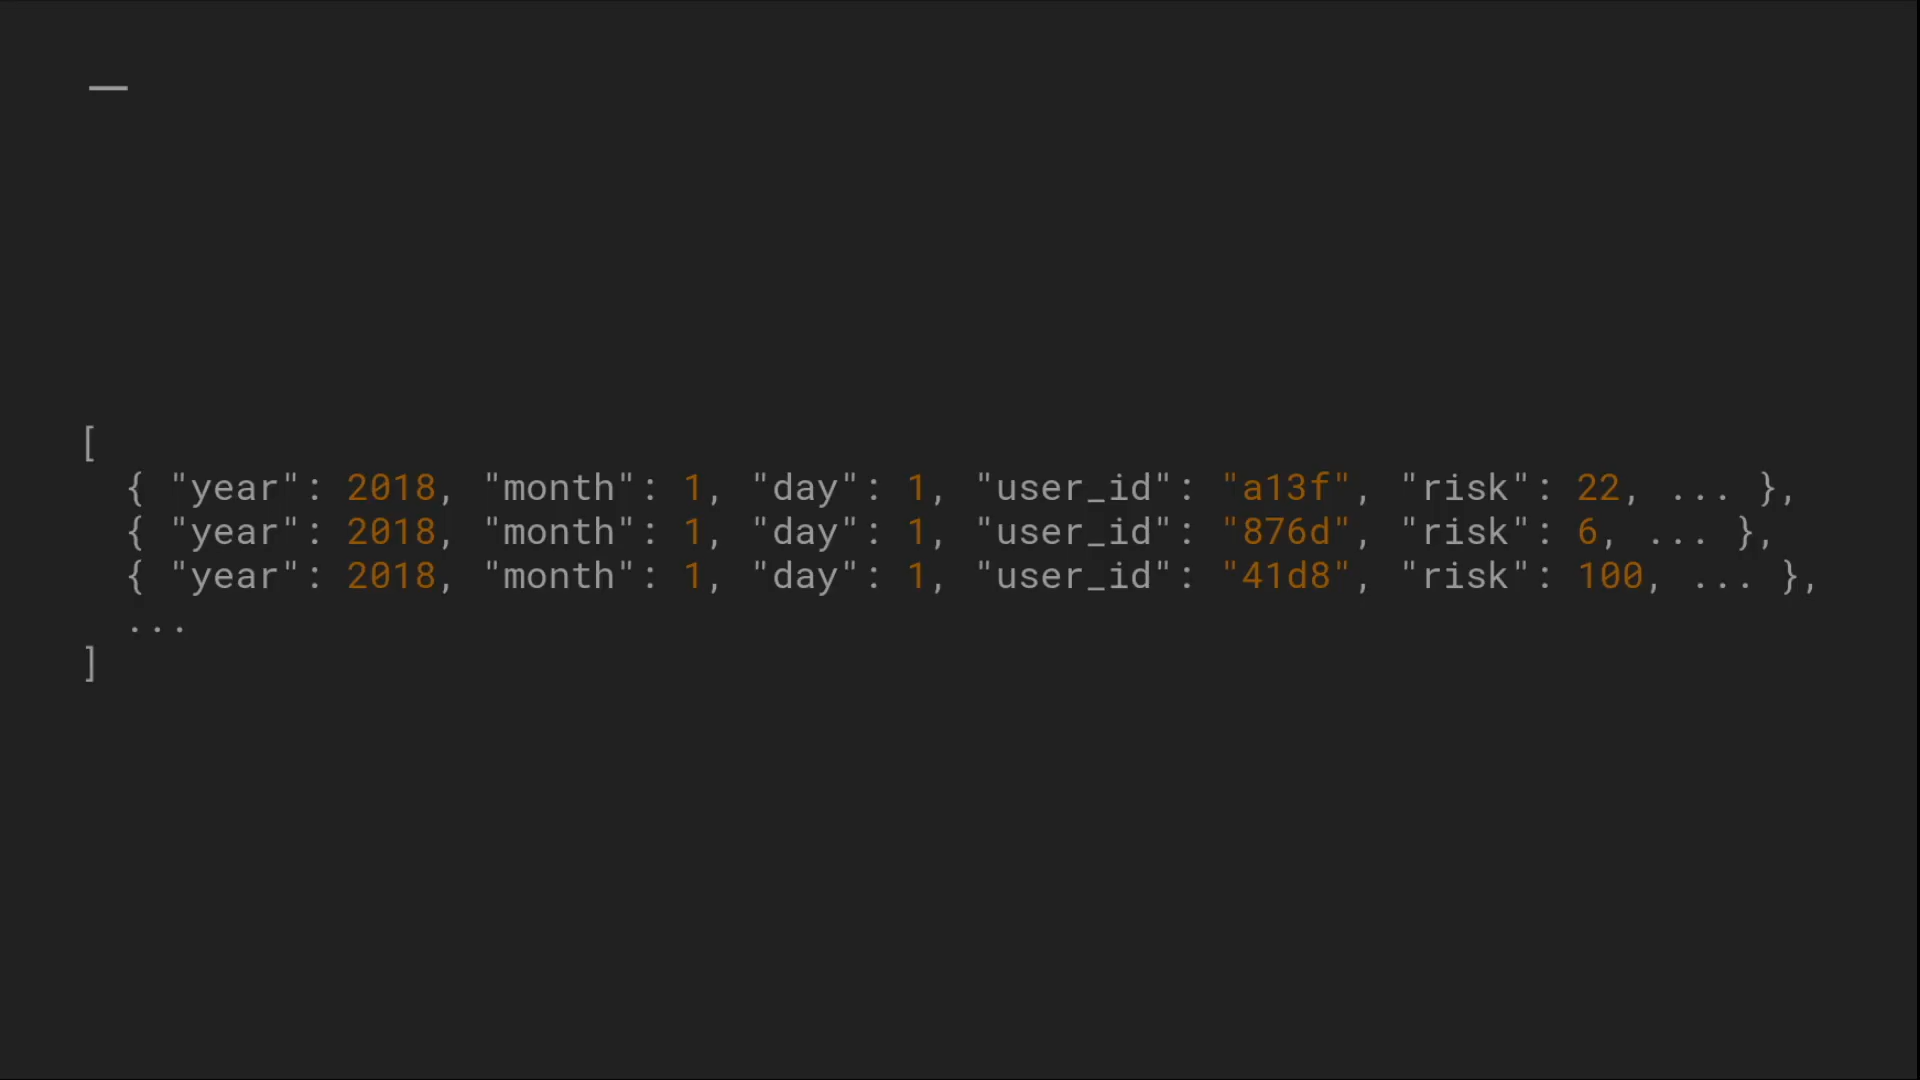 [
{ "year": 2018, "month": 1, "day": 1, "user_id": "a13f", "risk": 22, ... },
{ "year": 2018, "month": 1, "day": 1, "user_id": "876d", "risk": 6, ... },
{ "year": 2018, "month": 1, "day": 1, "user_id": "41d8", "risk": 100, ... },
...
]